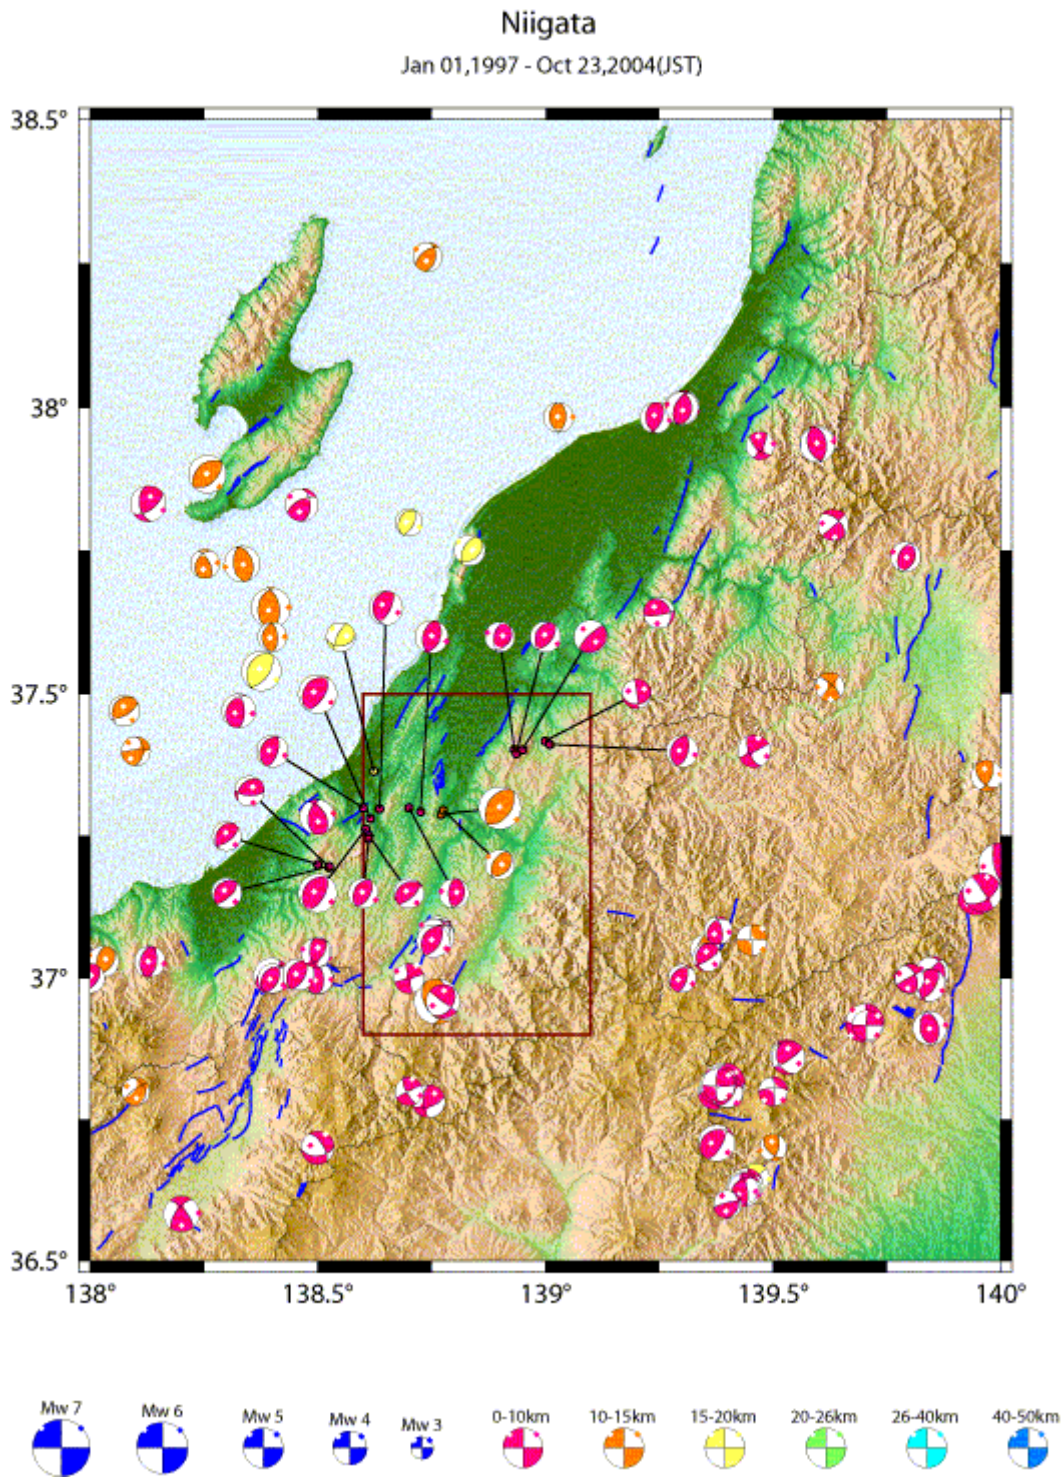 Niigata
Jan 01,1997 - Oct 23,2004(JST)
38.5°
38°
37.5°
37°
36.5°
138°
138.5°
139°
139.5°
140°
Mw 7
Mw 6
Mw 5
Mw 4
Mw 3
0-10km
10-15km
15-20km
20-26km
26-40km
40-50km